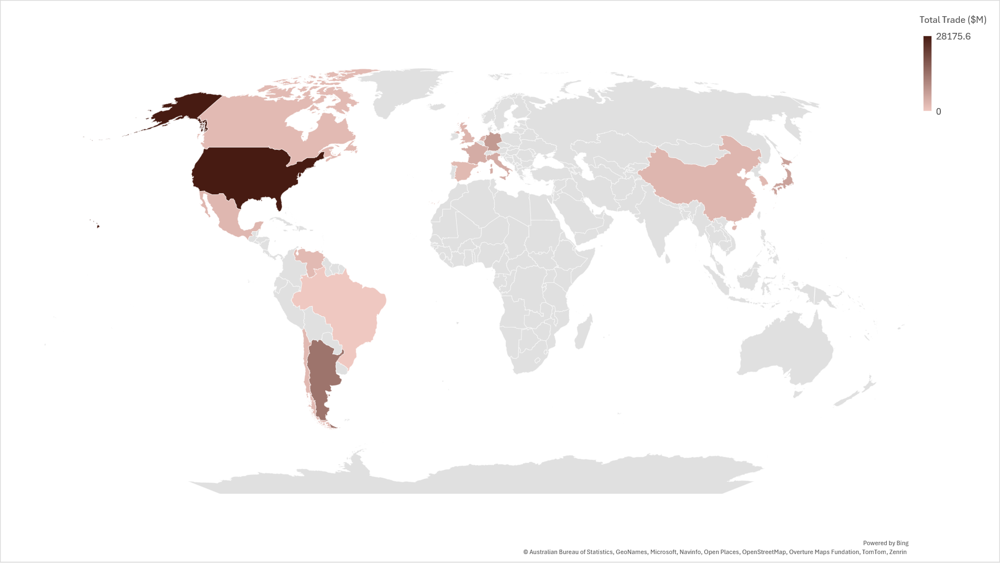 Total Trade ($M)
28175.6
0
Powered by Bing
© Australian Bureau of Statistics, GeoNames, Microsoft, Navinfo, Open Places, OpenStreetMap, Overture Maps Fundation, TomTom, Zenrin